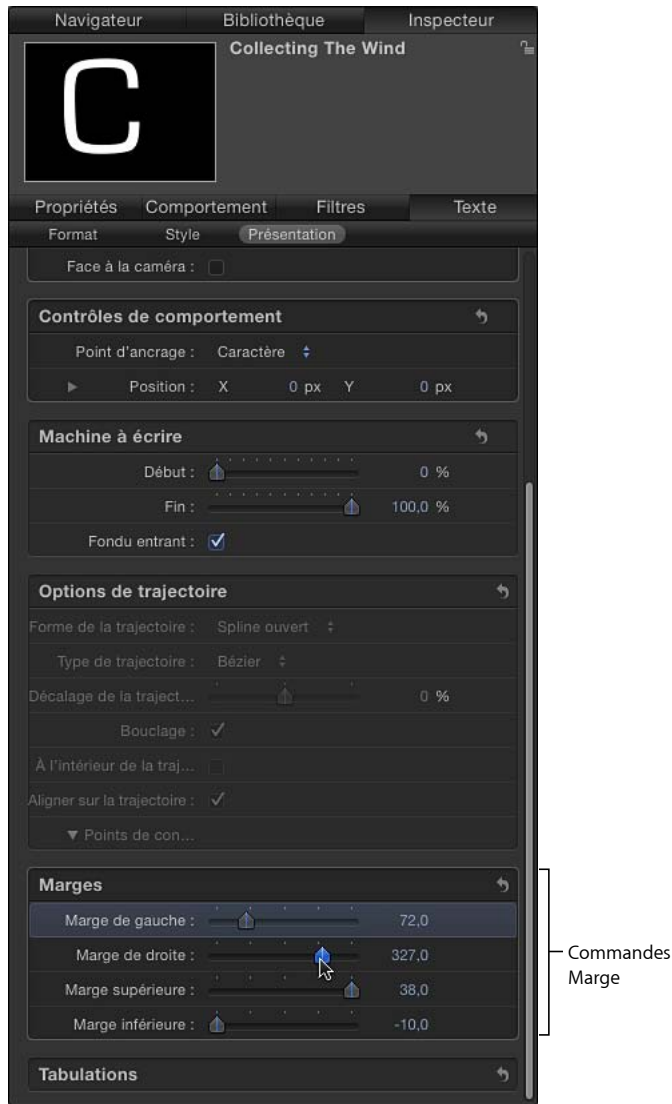 Navigateur Bibliothèque Inspecteur
Collecting The Wind
C
Propriétés Comportement Filtres Texte
Format Style Présentation
Face à la caméra :
Contrôles de comportement
Point d'ancrage : Caractère
Position : X 0 px Y 0 px
Machine à écrire
Début : 0 %
Fin : 100,0 %
Fondu entrant :
Options de trajectoire
Forme de la trajectoire : Spline ouvert
Type de trajectoire : Bézier
Décalage de la traject... 0 %
Bouclage :
À l'intérieur de la traj...
Aligner sur la trajectoire :
Points de con...
Marges
Marge de gauche : 72,0
Marge de droite : 327,0
Marge supérieure : 38,0
Marge inférieure : -10,0
Commandes
Marge
Tabulations